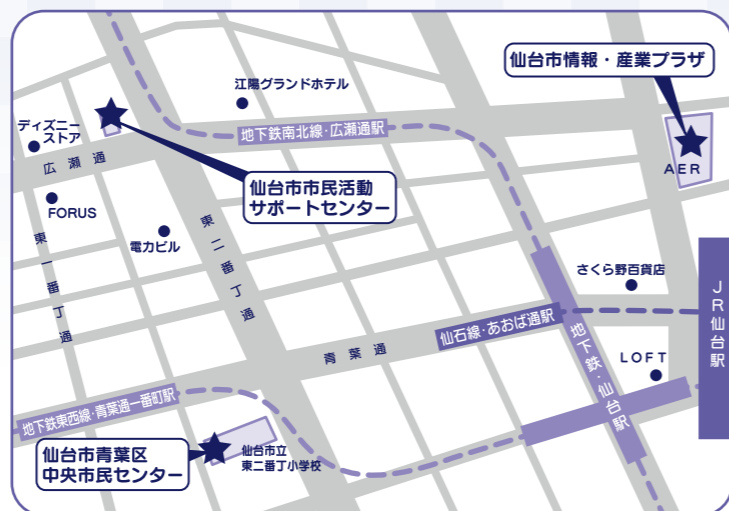 仙台市情報・産業プラザ
江陽グランドホテル
ディズニー
ストア
地下鉄南北線・広瀬通駅
広瀬通
AER
仙台市市民活動
サポートセンター
FORUS
東一番丁通
電力ビル
東二番丁通
さくら野百貨店
JR仙台駅
仙石線・あおば通駅
地下鉄・仙台駅
青葉通
LOFT
地下鉄東西線・青葉通一番町駅
仙台市青葉区
中央市民センター
仙台市立
東二番丁小学校